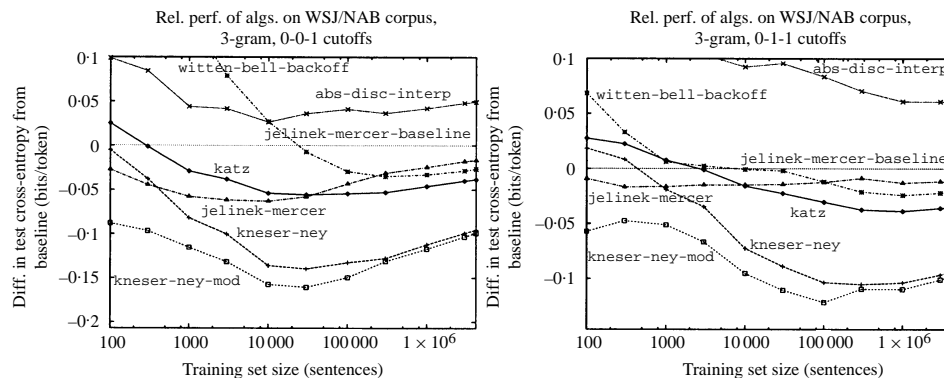 Rel. perf. of algs. on WSJ/NAB corpus,
3-gram, 0-0-1 cutoffs
0·1
0·05
0
−0·05
−0·1
−0·15
−0·2
Diff. in test cross-entropy from
baseline (bits/token)
witten-bell-backoff
abs-disc-interp
jelinek-mercer-baseline
katz
jelinek-mercer
kneser-ney
kneser-ney-mod
100
1000
10 000
100 000
1 × 10⁶
Training set size (sentences)
Rel. perf. of algs. on WSJ/NAB corpus,
3-gram, 0-1-1 cutoffs
0·1
0·05
0
−0·05
−0·1
Diff. in test cross-entropy from
baseline (bits/token)
abs-disc-interp
witten-bell-backoff
jelinek-mercer-baseline
jelinek-mercer
katz
kneser-ney
kneser-ney-mod
100
1000
10 000
100 000
1 × 10⁶
Training set size (sentences)